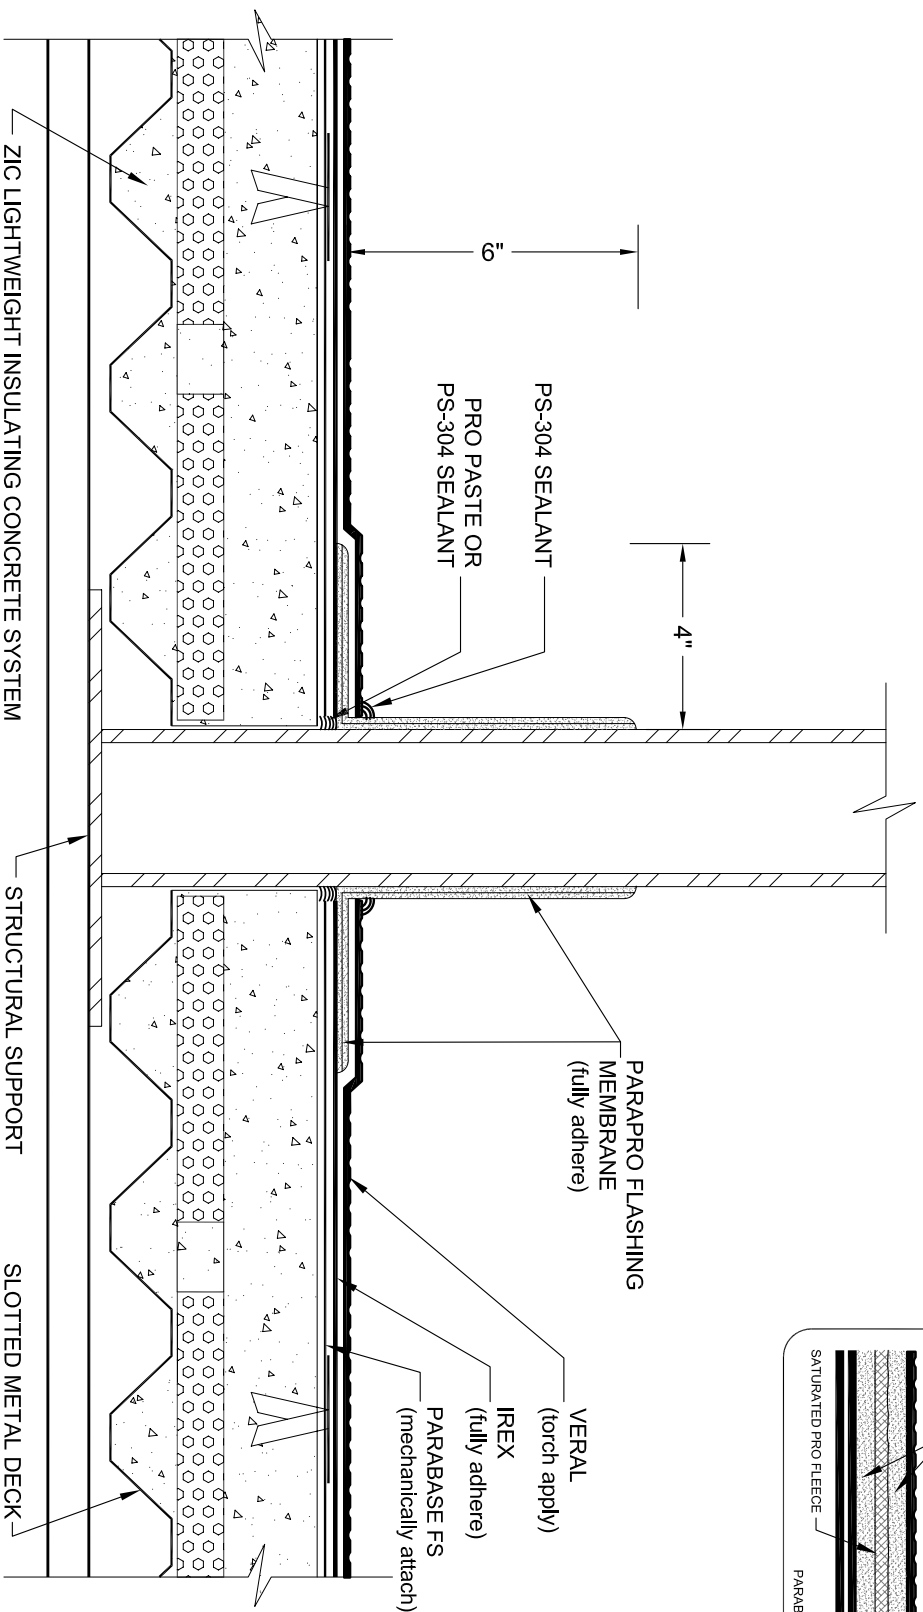 6"
4"
PS-304 SEALANT
PRO PASTE OR
PS-304 SEALANT
PARAPRO FLASHING
MEMBRANE
(fully adhere)
VERAL
(torch apply)
IREX
(fully adhere)
PARABASE FS
(mechanically attach)
ZIC LIGHTWEIGHT INSULATING CONCRETE SYSTEM
STRUCTURAL SUPPORT
SLOTTED METAL DECK
SATURATED PRO FLEECE